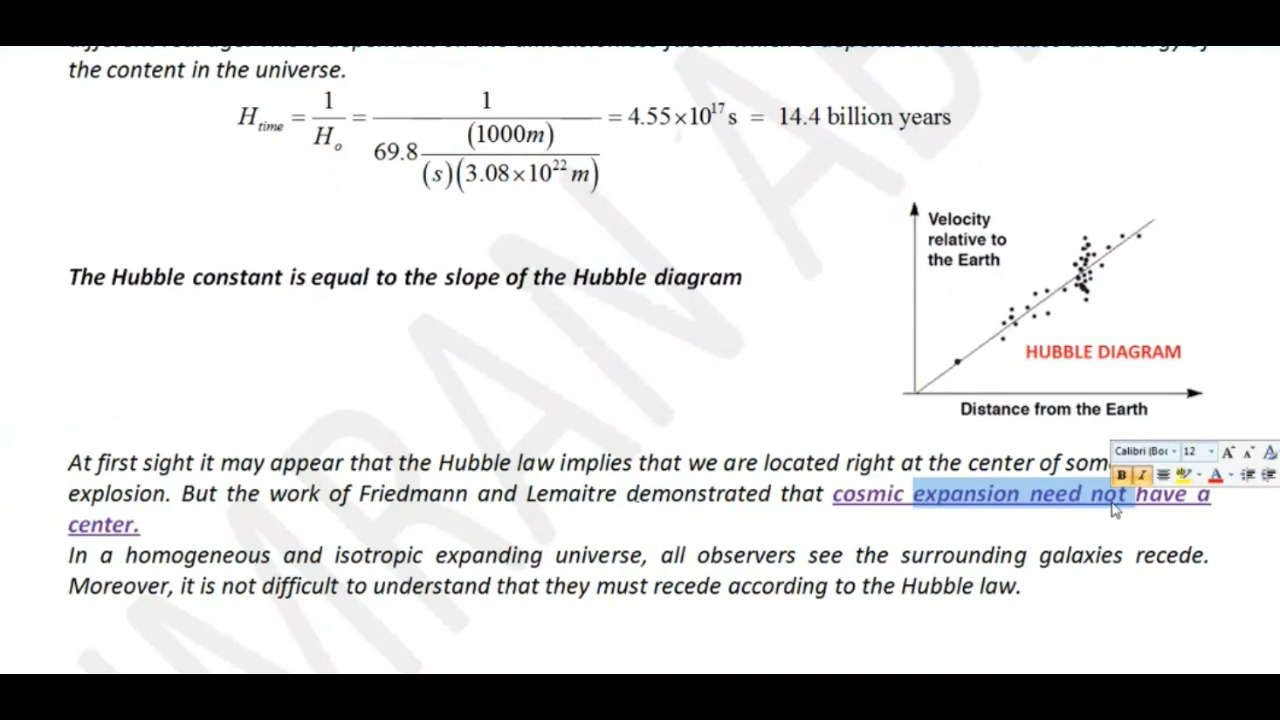 the content in the universe.
H time = 1 / H o = 1 / 69.8 (1000m) / (s)(3.08×10^22 m) = 4.55×10^17 s = 14.4 billion years
Velocity
relative to
the Earth
The Hubble constant is equal to the slope of the Hubble diagram
HUBBLE DIAGRAM
Distance from the Earth
At first sight it may appear that the Hubble law implies that we are located right at the center of
Calibri (Bo 12
explosion. But the work of Friedmann and Lemaitre demonstrated that cosmic expansion need not have a
center.
In a homogeneous and isotropic expanding universe, all observers see the surrounding galaxies recede.
Moreover, it is not difficult to understand that they must recede according to the Hubble law.